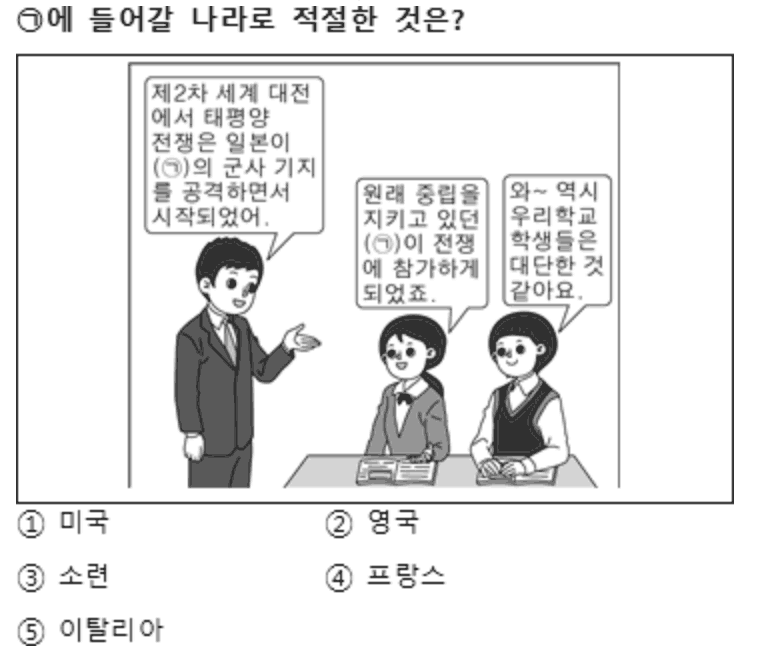 ㉠에 들어갈 나라로 적절한 것은?
제2차 세계 대전
에서 태평양
전쟁은 일본이
(㉠)의 군사 기지
를 공격하면서
시작되었어.
원래 중립을
지키고 있던
(㉠)이 전쟁
에 참가하게
되었죠.
와~ 역시
우리학교
학생들은
대단한 것
같아요.
① 미국
② 영국
③ 소련
④ 프랑스
⑤ 이탈리아